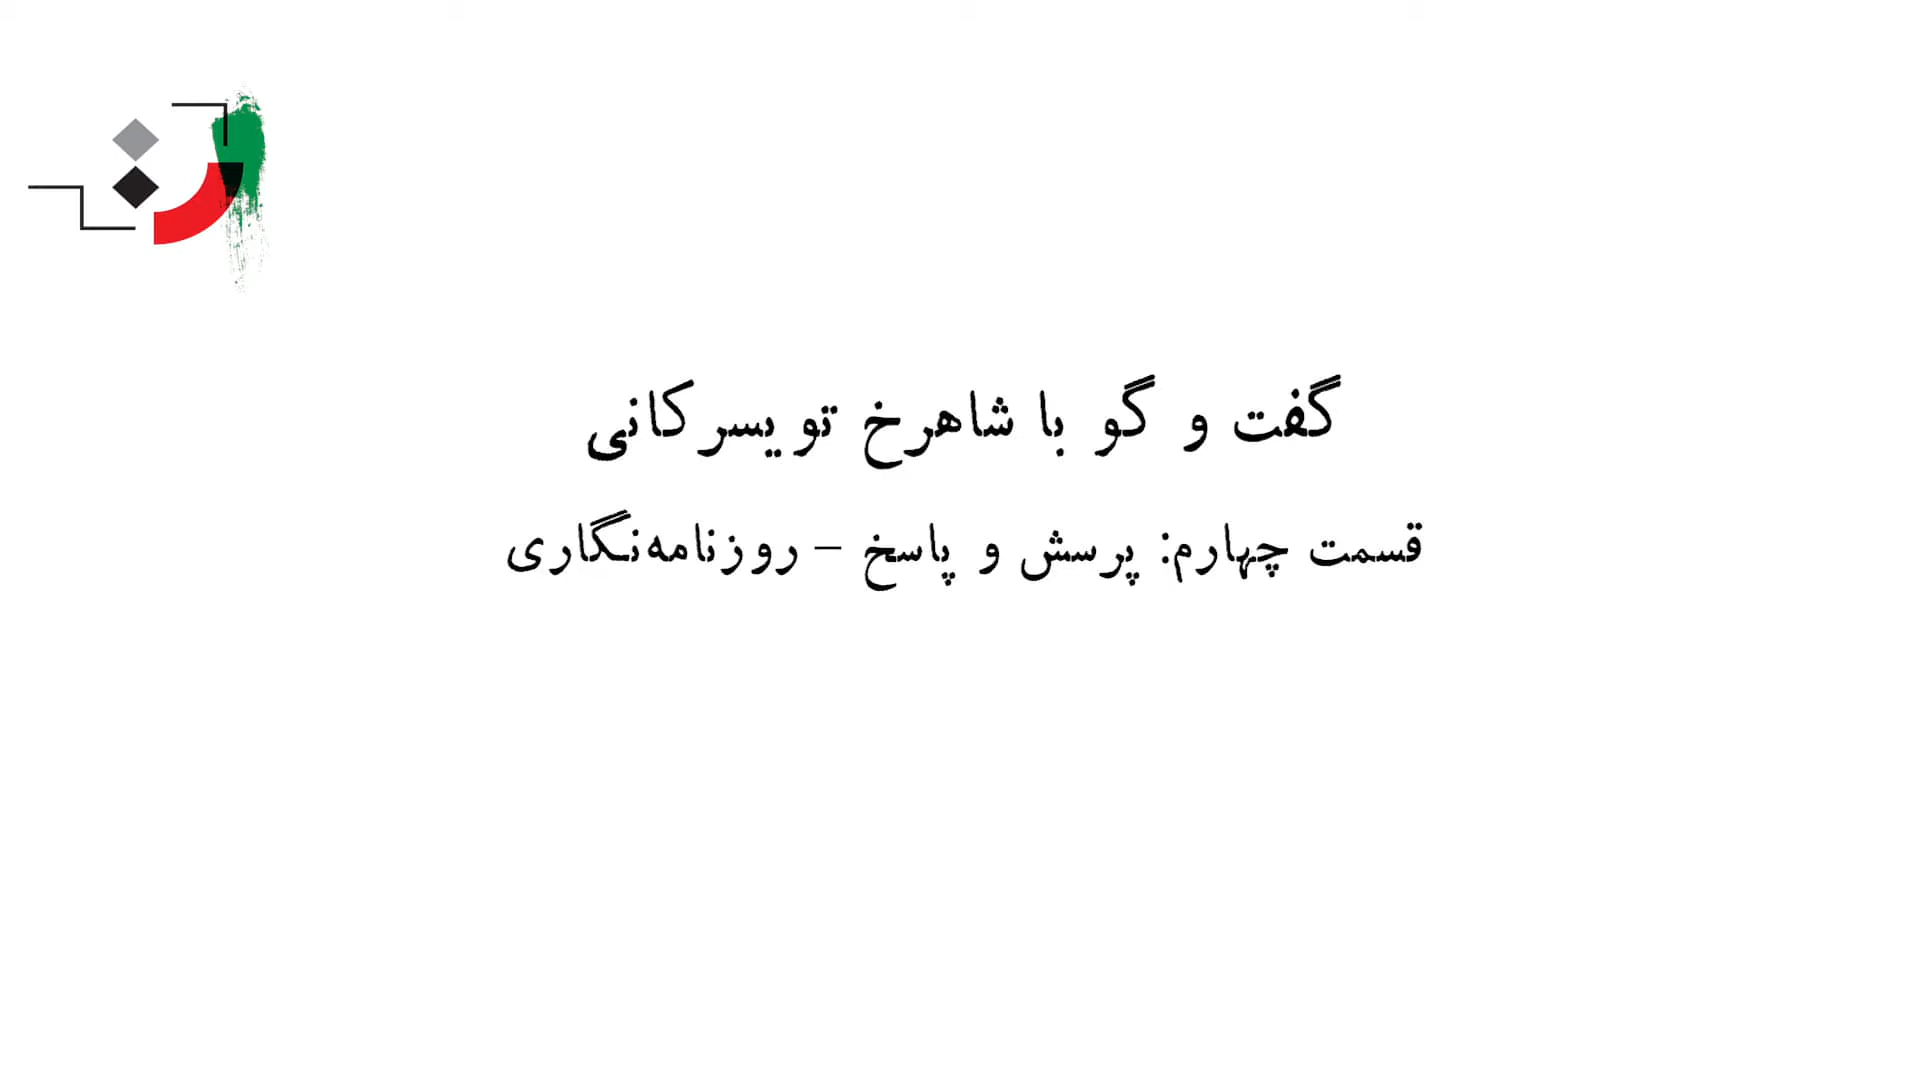 گفت و گو با شاهرخ تویسرکانی
قسمت چهارم: پرسش و پاسخ – روزنامه‌نگاری